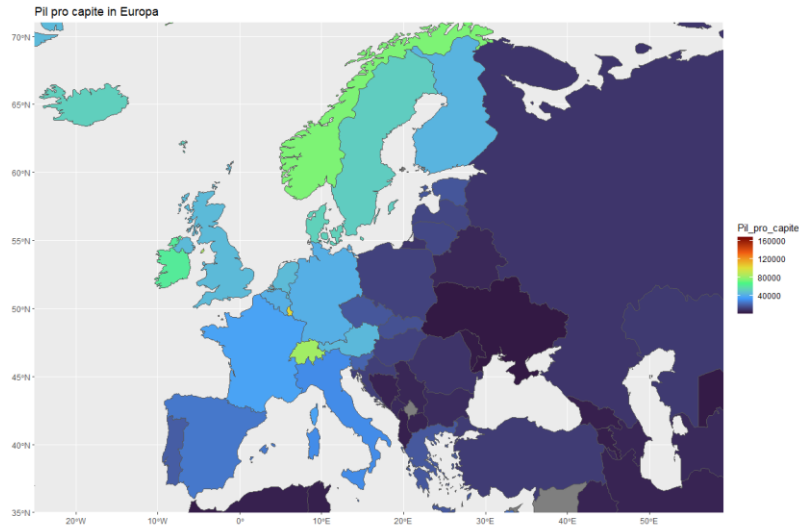 Pil pro capite in Europa
70°N
65°N
60°N
55°N
50°N
45°N
40°N
35°N
20°W
10°W
0°
10°E
20°E
30°E
40°E
50°E
Pil_pro_capite
160000
120000
80000
40000